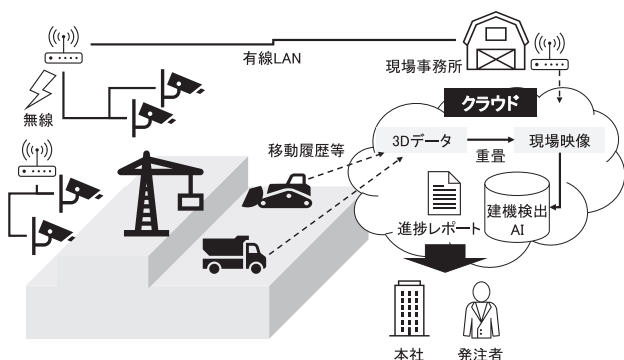 有線LAN
現場事務所
無線
クラウド
移動履歴等
3Dデータ
重畳
現場映像
進捗レポート
建機検出
AI
本社
発注者